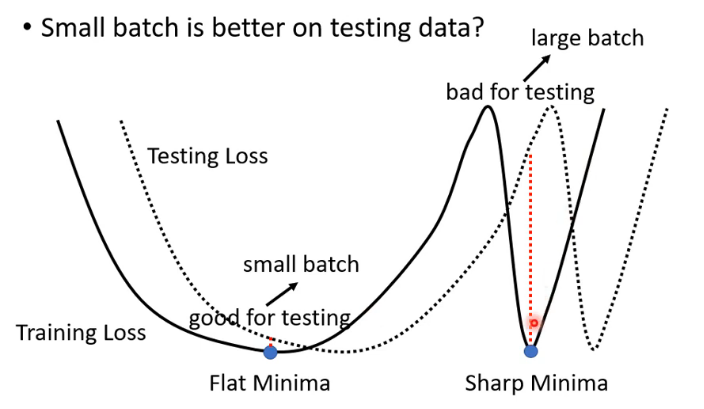 • Small batch is better on testing data?
large batch
bad for testing
Testing Loss
small batch
good for testing
Training Loss
Flat Minima
Sharp Minima